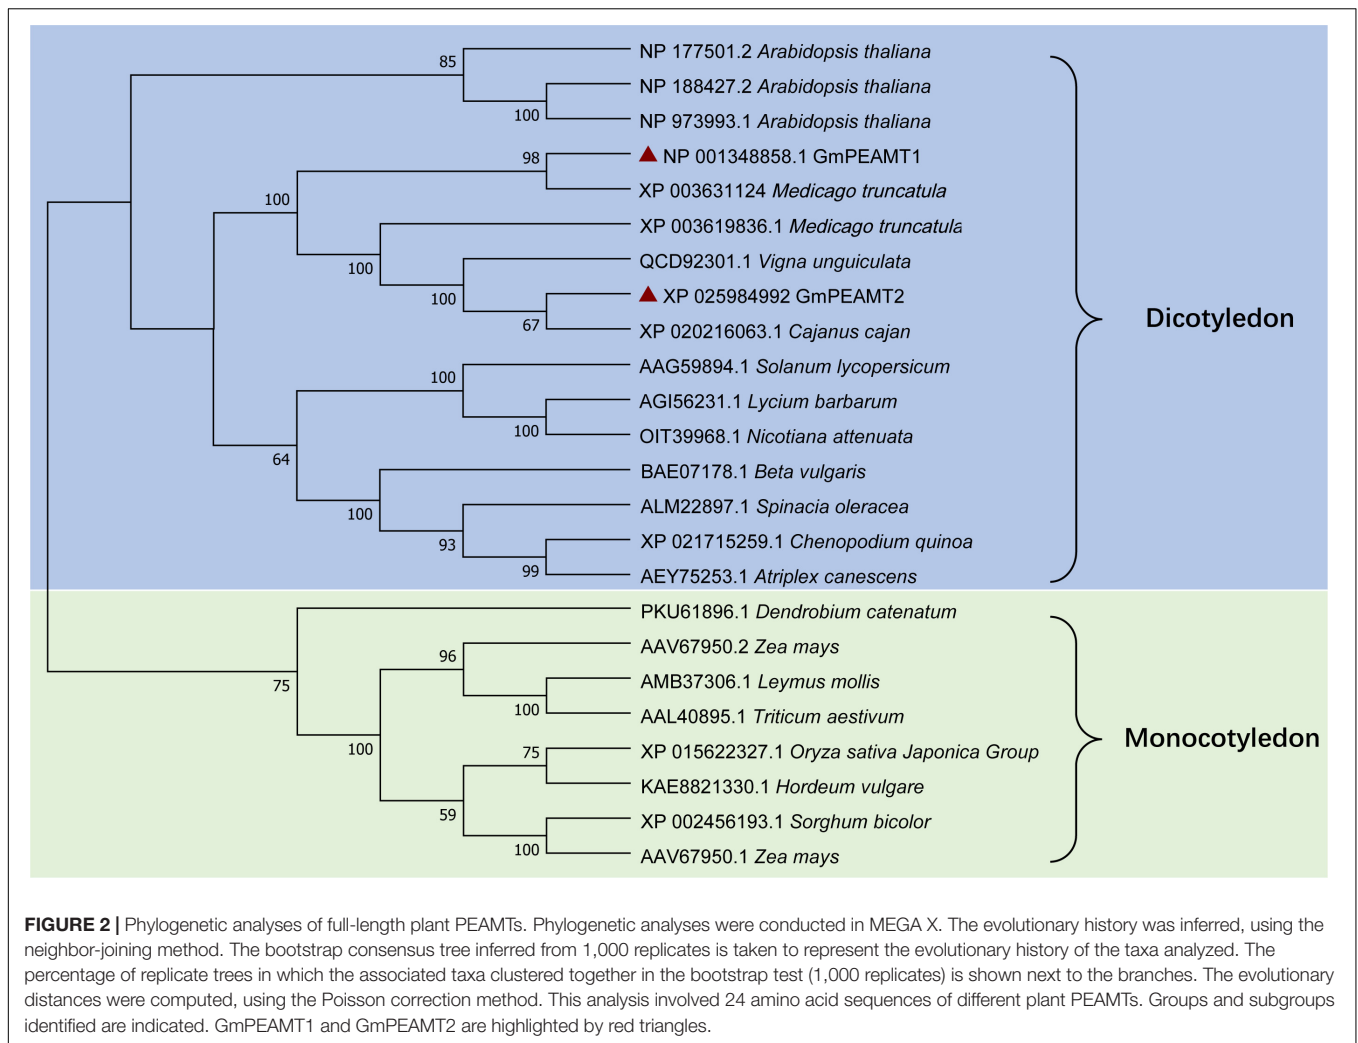 NP 177501.2 Arabidopsis thaliana
85
NP 188427.2 Arabidopsis thaliana
100
NP 973993.1 Arabidopsis thaliana
NP 001348858.1 GmPEAMT1
98
XP 003631124 Medicago truncatula
100
XP 003619836.1 Medicago truncatula
100
QCD92301.1 Vigna unguiculata
100
XP 025984992 GmPEAMT2
67
XP 020216063.1 Cajanus cajan
Dicotyledon
AAG59894.1 Solanum lycopersicum
100
AGI56231.1 Lycium barbarum
100
OIT39968.1 Nicotiana attenuata
64
BAE07178.1 Beta vulgaris
100
ALM22897.1 Spinacia oleracea
93
XP 021715259.1 Chenopodium quinoa
99
AEY75253.1 Atriplex canescens
PKU61896.1 Dendrobium catenatum
75
AAV67950.2 Zea mays
96
AMB37306.1 Leymus mollis
100
AAL40895.1 Triticum aestivum
100
XP 015622327.1 Oryza sativa Japonica Group
75
Monocotyledon
KAE8821330.1 Hordeum vulgare
59
XP 002456193.1 Sorghum bicolor
100
AAV67950.1 Zea mays
FIGURE 2 | Phylogenetic analyses of full-length plant PEAMTs. Phylogenetic analyses were conducted in MEGA X. The evolutionary history was inferred, using the
neighbor-joining method. The bootstrap consensus tree inferred from 1,000 replicates is taken to represent the evolutionary history of the taxa analyzed. The
percentage of replicate trees in which the associated taxa clustered together in the bootstrap test (1,000 replicates) is shown next to the branches. The evolutionary
distances were computed, using the Poisson correction method. This analysis involved 24 amino acid sequences of different plant PEAMTs. Groups and subgroups
identified are indicated. GmPEAMT1 and GmPEAMT2 are highlighted by red triangles.